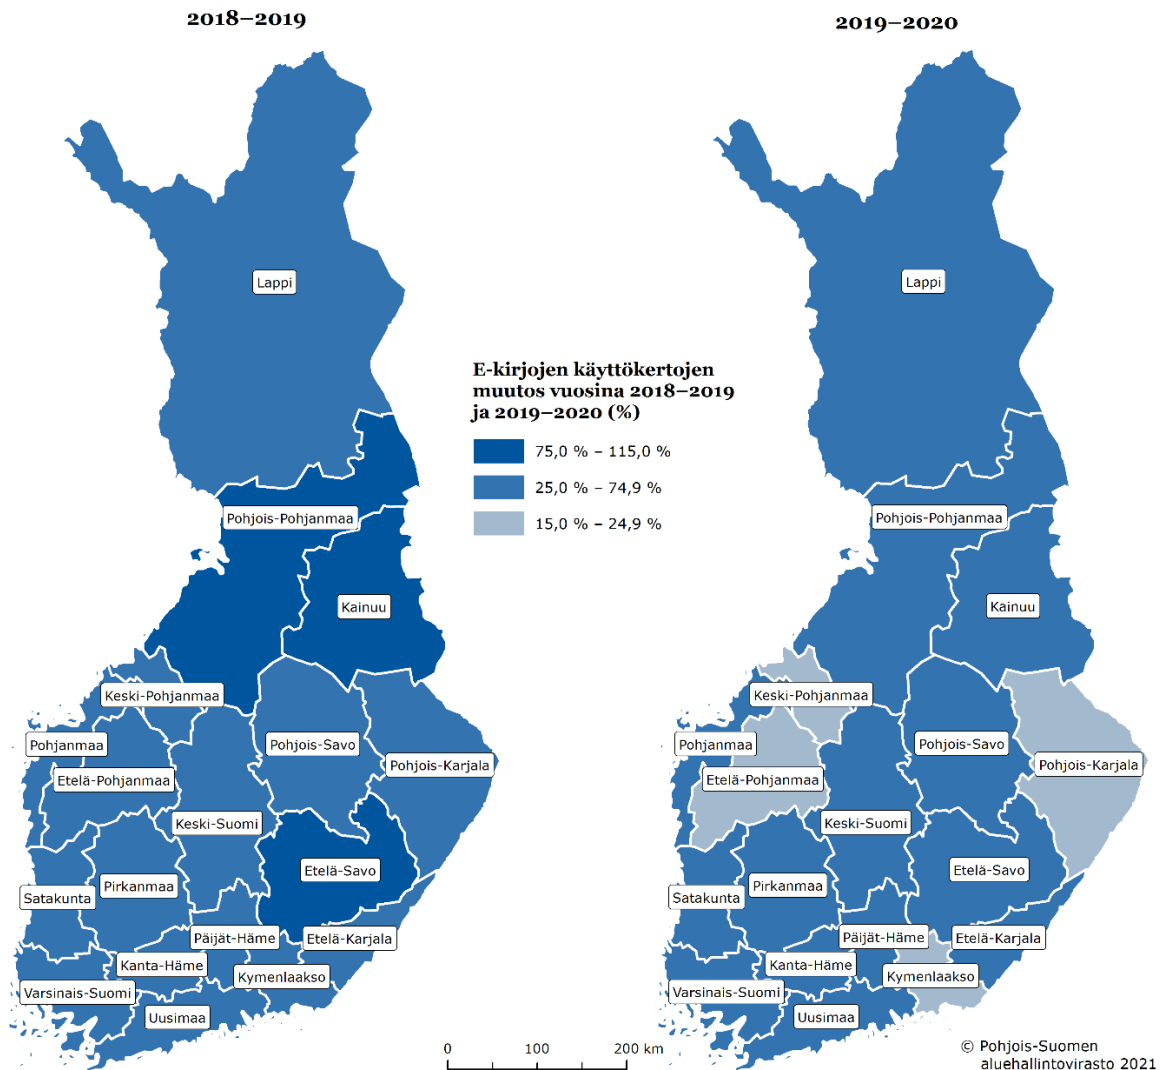 2018–2019
Lappi
Pohjois-Pohjanmaa
Kainuu
Keski-Pohjanmaa
Pohjanmaa
Pohjois-Savo
Pohjois-Karjala
Etelä-Pohjanmaa
Keski-Suomi
Etelä-Savo
Pirkanmaa
Satakunta
Päijät-Häme
Etelä-Karjala
Kanta-Häme
Kymenlaakso
Varsinais-Suomi
Uusimaa
E-kirjojen käyttökertojen
muutos vuosina 2018–2019
ja 2019–2020 (%)
75,0 % – 115,0 %
25,0 % – 74,9 %
15,0 % – 24,9 %
0 100 200 km
2019–2020
Lappi
Pohjois-Pohjanmaa
Kainuu
Keski-Pohjanmaa
Pohjanmaa
Pohjois-Savo
Pohjois-Karjala
Etelä-Pohjanmaa
Keski-Suomi
Etelä-Savo
Pirkanmaa
Satakunta
Päijät-Häme
Etelä-Karjala
Kanta-Häme
Kymenlaakso
Varsinais-Suomi
Uusimaa
© Pohjois-Suomen
aluehallintovirasto 2021